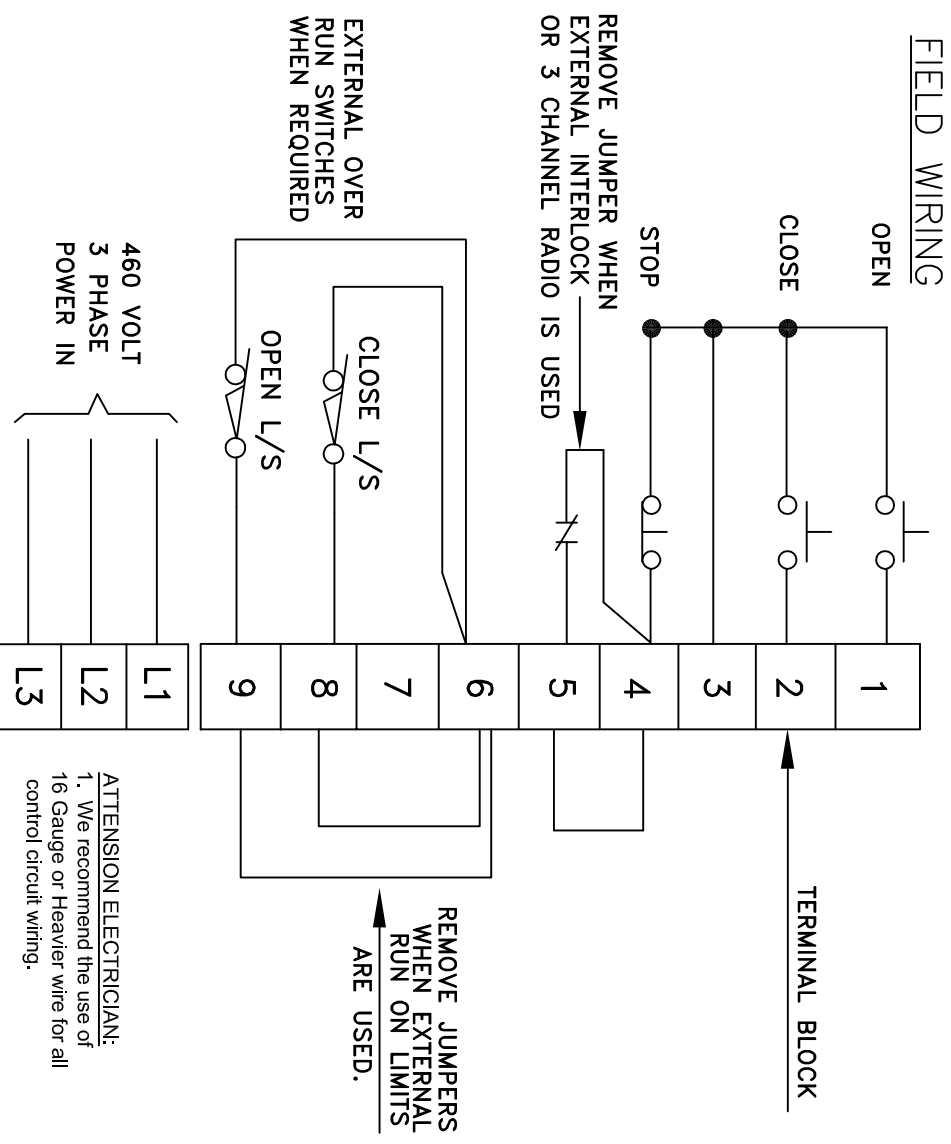 FIELD WIRING
OPEN
CLOSE
STOP
REMOVE JUMPER WHEN
EXTERNAL INTERLOCK
OR 3 CHANNEL RADIO IS USED
EXTERNAL OVER
RUN SWITCHES
WHEN REQUIRED
CLOSE L/S
OPEN L/S
460 VOLT
3 PHASE
POWER IN
1
2
3
4
5
6
7
8
9
L1
L2
L3
TERMINAL BLOCK
REMOVE JUMPERS
WHEN EXTERNAL
RUN ON LIMITS
ARE USED.
ATTENSION ELECTRICIAN:
1. We recommend the use of
16 Gauge or Heavier wire for all
control circuit wiring.